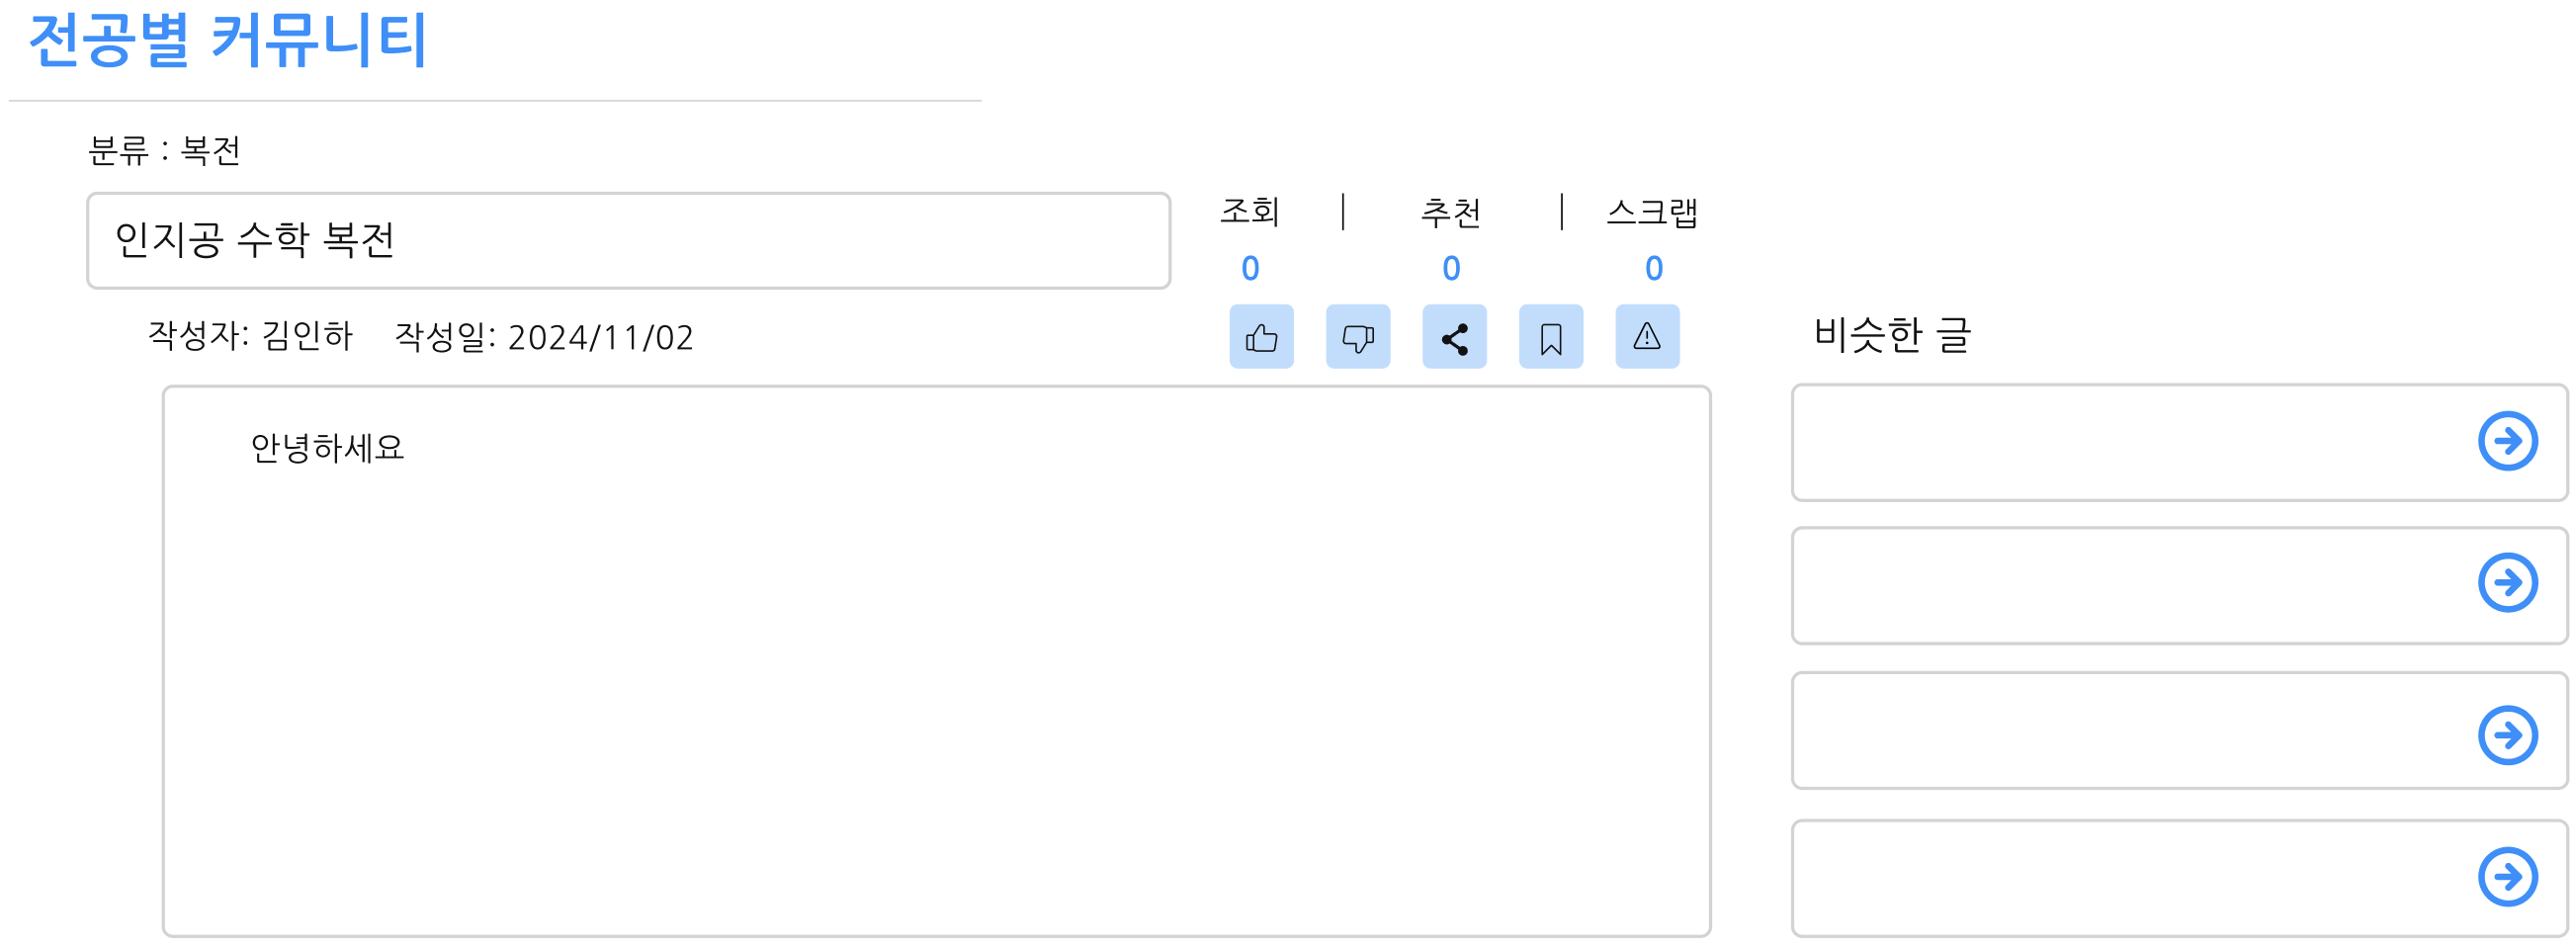 전공별 커뮤니티
분류 : 복전
인지공 수학 복전
조회 | 추천 | 스크랩
0 0 0
작성자: 김인하 작성일: 2024/11/02
비슷한 글
안녕하세요